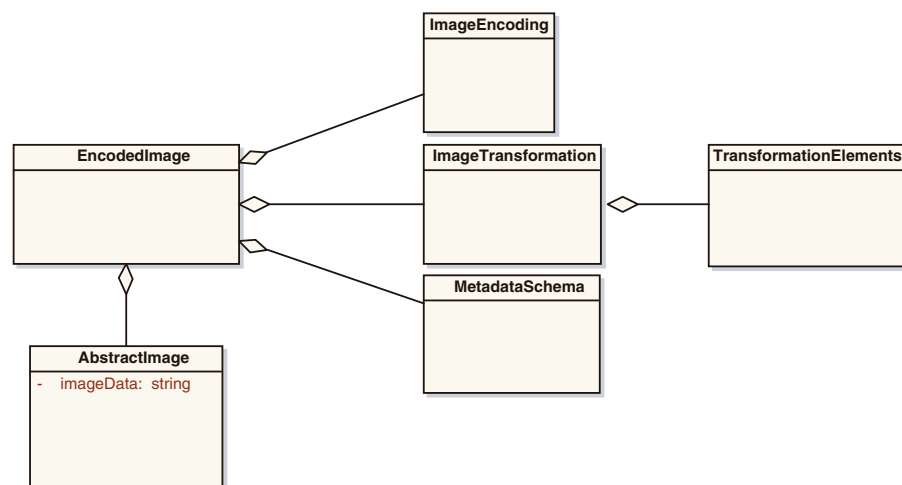 ImageEncoding
EncodedImage
ImageTransformation
TransformationElements
MetadataSchema
AbstractImage
- imageData: string